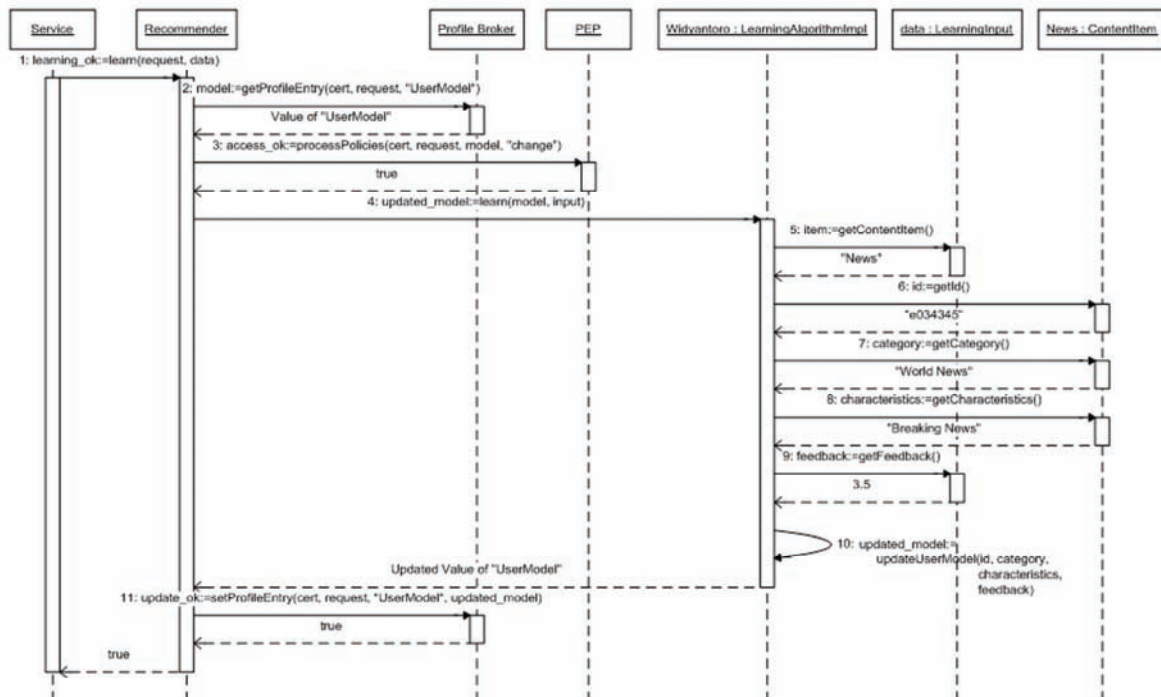 Service
Recommender
Profile Broker
PEP
Widyantoro : LearningAlgorithmImpl
data : LearningInput
News : ContentItem
1: learning_ok:=learn(request, data)
2: model:=getProfileEntry(cert, request, "UserModel")
Value of "UserModel"
3: access_ok:=processPolicies(cert, request, model, "change")
true
4: updated_model:=learn(model, input)
5: item:=getContentItem()
"News"
6: id:=getId()
"e034345"
7: category:=getCategory()
"World News"
8: characteristics:=getCharacteristics()
"Breaking News"
9: feedback:=getFeedback()
3.5
10: updated_model:=
updateUserModel(id, category,
characteristics,
feedback)
Updated Value of "UserModel"
11: update_ok:=setProfileEntry(cert, request, "UserModel", updated_model)
true
true